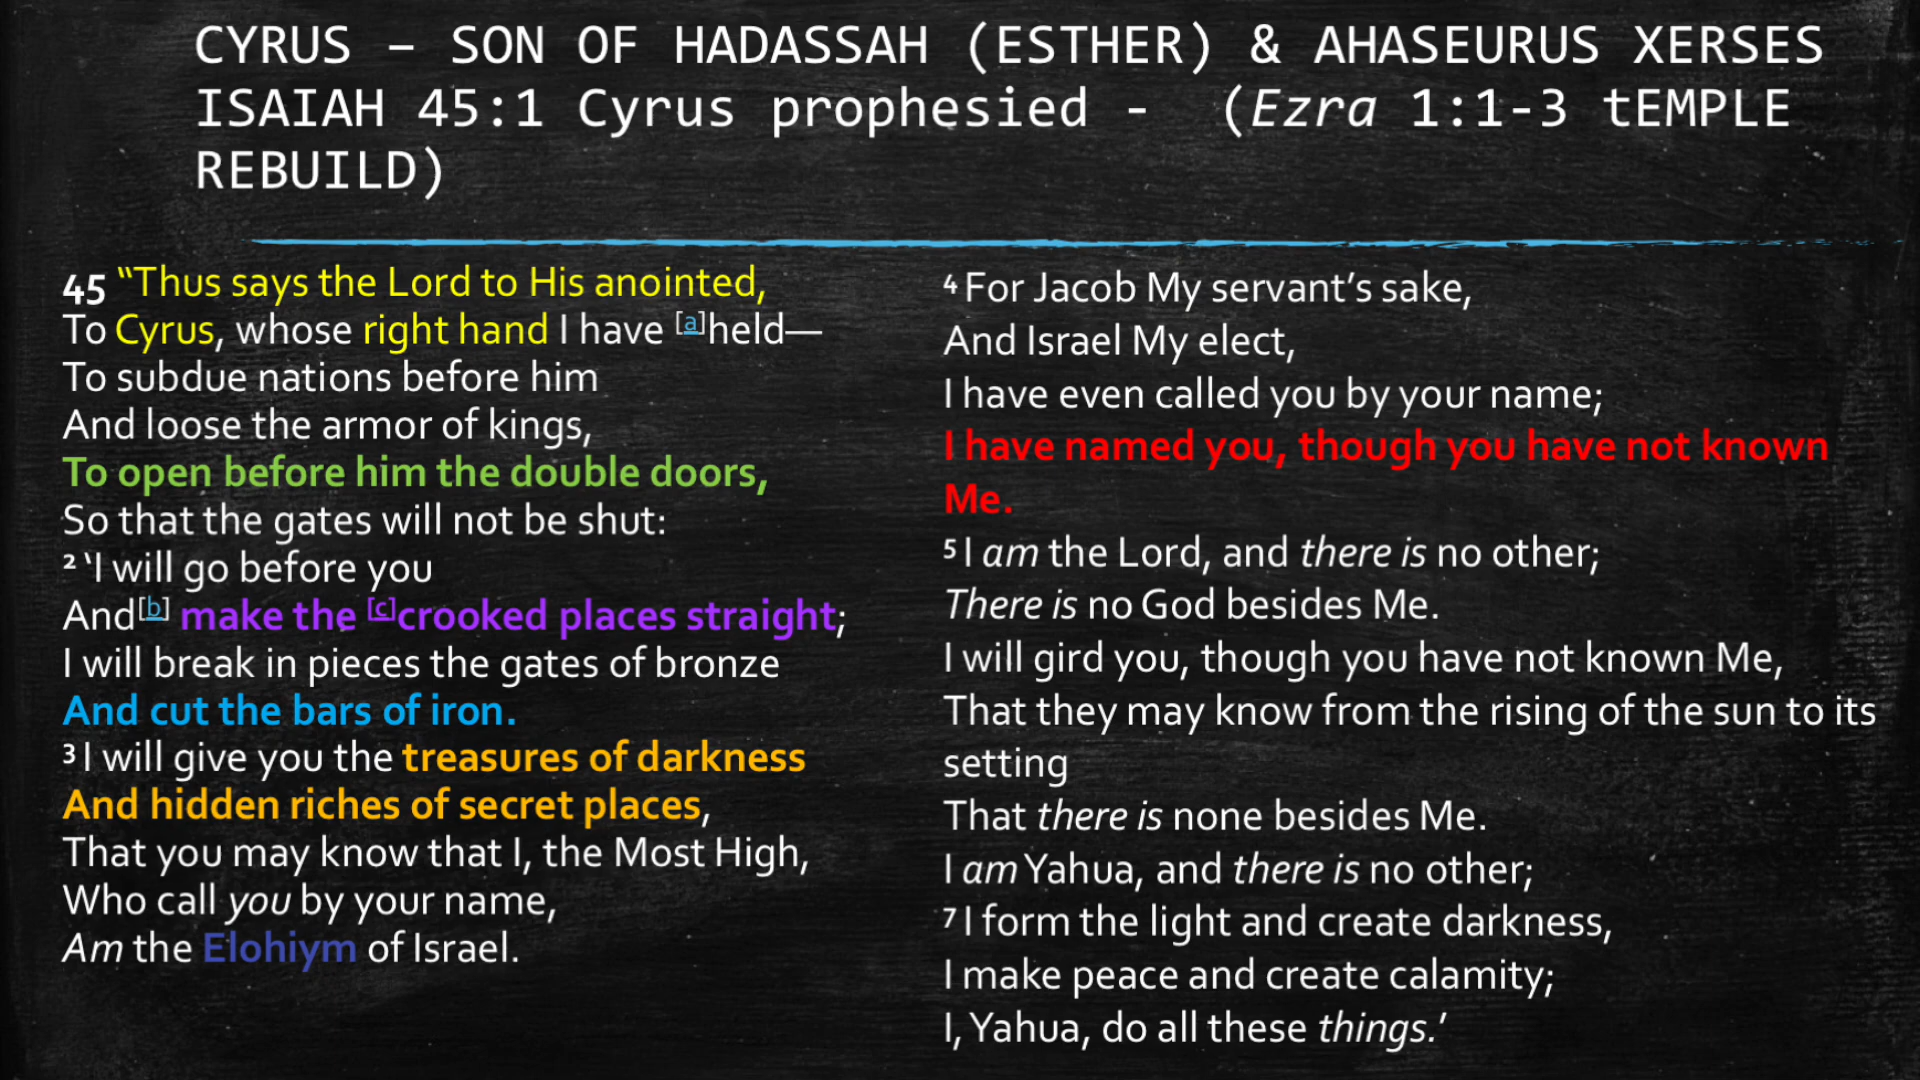 CYRUS – SON OF HADASSAH (ESTHER) & AHASEURUS XERSES
ISAIAH 45:1 Cyrus prophesied - (Ezra 1:1-3 tEMPLE
REBUILD)
45 “Thus says the Lord to His anointed,
To Cyrus, whose right hand I have [a]held—
To subdue nations before him
And loose the armor of kings,
To open before him the double doors,
So that the gates will not be shut:
2 ‘I will go before you
And[b] make the [c]crooked places straight;
I will break in pieces the gates of bronze
And cut the bars of iron.
3 I will give you the treasures of darkness
And hidden riches of secret places,
That you may know that I, the Most High,
Who call you by your name,
Am the Elohiym of Israel.
4 For Jacob My servant’s sake,
And Israel My elect,
I have even called you by your name;
I have named you, though you have not known
Me.
5 I am the Lord, and there is no other;
There is no God besides Me.
I will gird you, though you have not known Me,
That they may know from the rising of the sun to its
setting
That there is none besides Me.
I am Yahua, and there is no other;
7 I form the light and create darkness,
I make peace and create calamity;
I, Yahua, do all these things.’